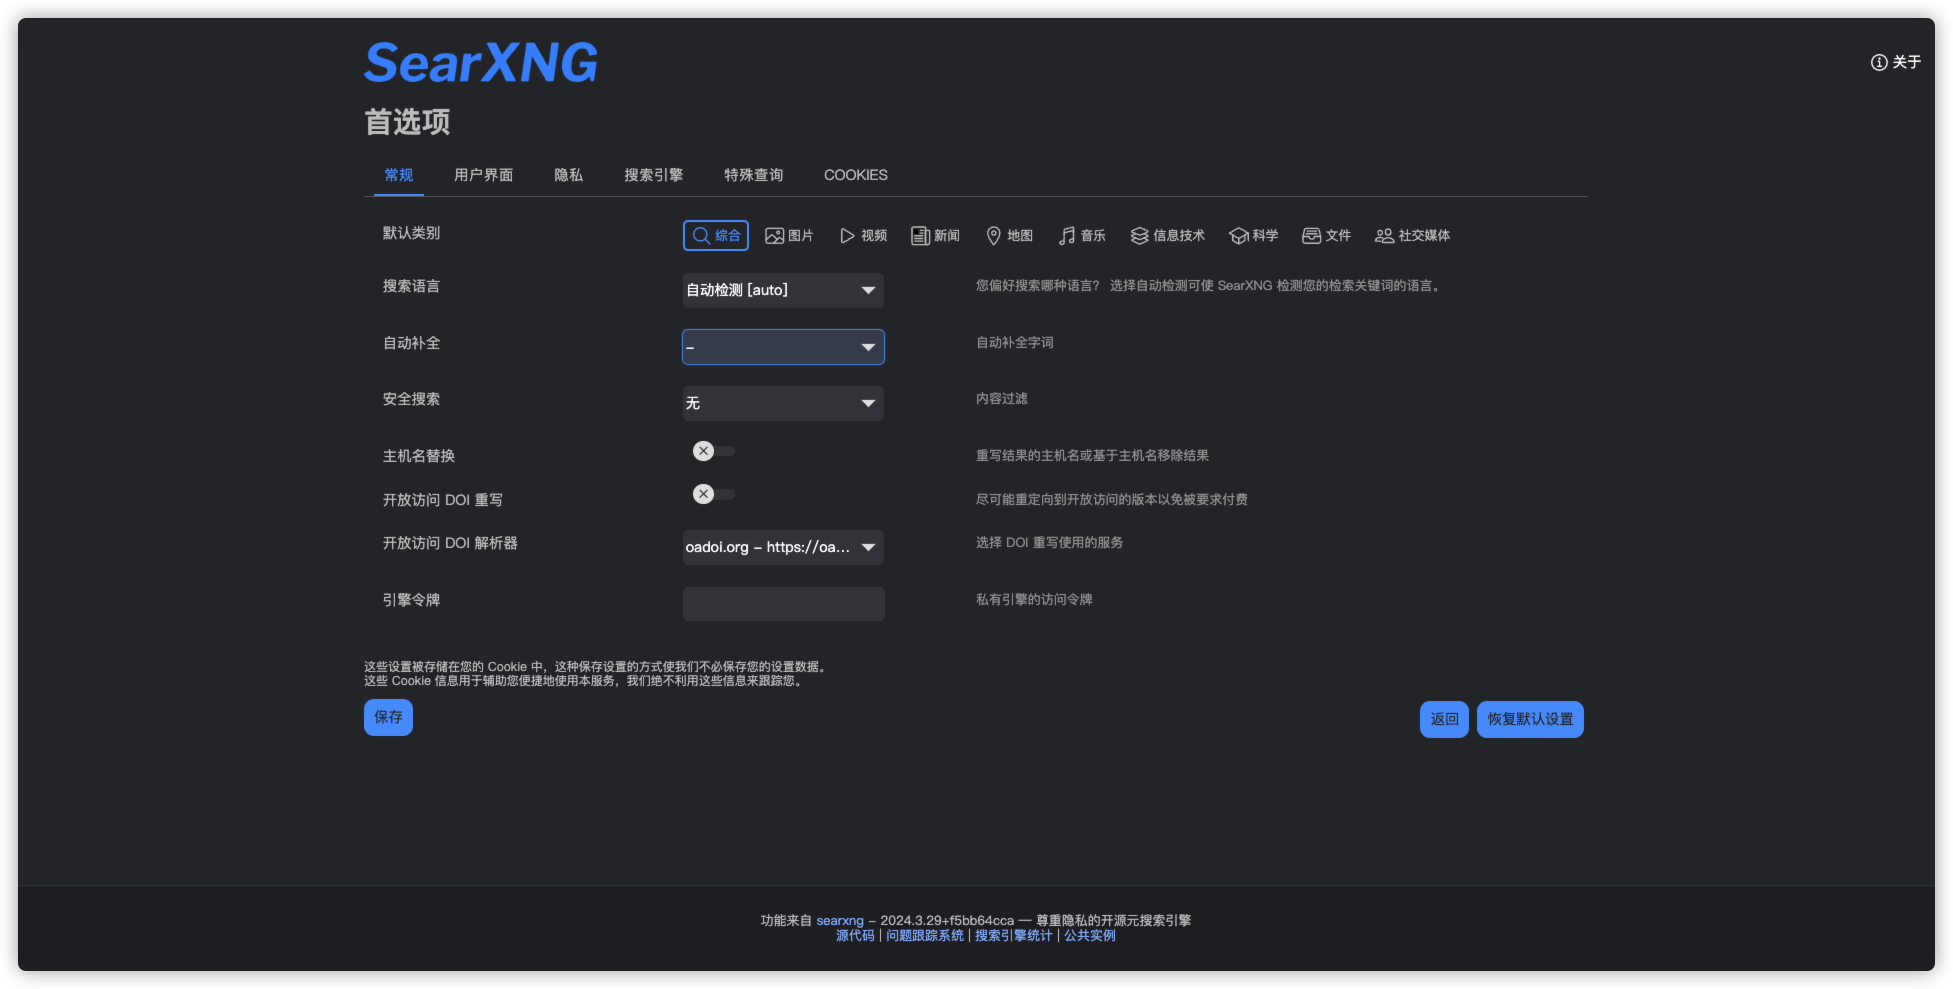 SearXNG
关于
首选项
常规 用户界面 隐私 搜索引擎 特殊查询 COOKIES
默认类别 综合 图片 视频 新闻 地图 音乐 信息技术 科学 文件 社交媒体
搜索语言 自动检测 [auto] 您偏好搜索哪种语言? 选择自动检测可使 SearXNG 检测您的检索关键词的语言。
自动补全 – 自动补全字词
安全搜索 无 内容过滤
主机名替换 重写结果的主机名或基于主机名移除结果
开放访问 DOI 重写 尽可能重定向到开放访问的版本以免被要求付费
开放访问 DOI 解析器 oadoi.org – https://oa... 选择 DOI 重写使用的服务
引擎令牌 私有引擎的访问令牌
这些设置被存储在您的 Cookie 中，这种保存设置的方式使我们不必保存您的设置数据。
这些 Cookie 信息用于辅助您便捷地使用本服务，我们绝不利用这些信息来跟踪您。
保存 返回 恢复默认设置
功能来自 searxng – 2024.3.29+f5bb64cca — 尊重隐私的开源元搜索引擎
源代码 | 问题跟踪系统 | 搜索引擎统计 | 公共实例